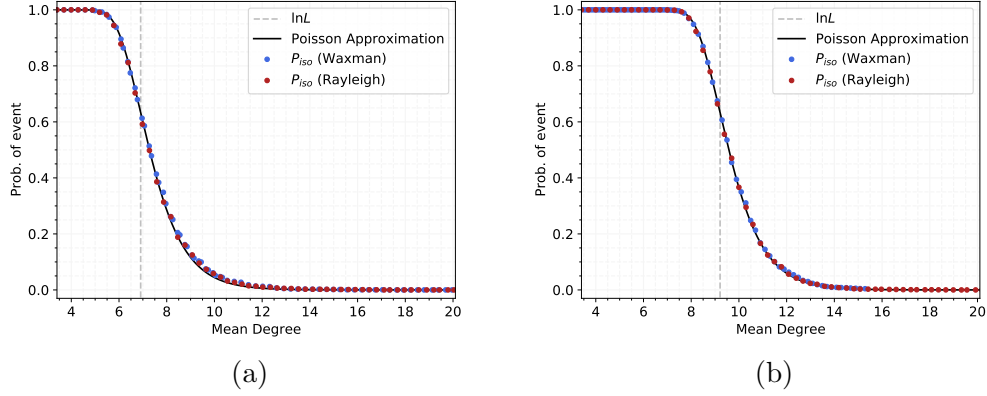 1.0
0.8
0.6
0.4
0.2
0.0
Prob. of event
4 6 8 10 12 14 16 18 20
Mean Degree
lnL
Poisson Approximation
P_iso (Waxman)
P_iso (Rayleigh)
(a)
1.0
0.8
0.6
0.4
0.2
0.0
Prob. of event
4 6 8 10 12 14 16 18 20
Mean Degree
lnL
Poisson Approximation
P_iso (Waxman)
P_iso (Rayleigh)
(b)